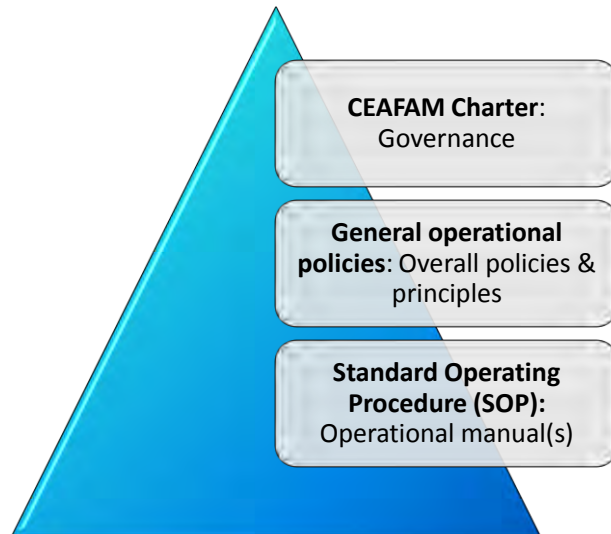 CEAFAM Charter:
Governance
General operational
policies: Overall policies &
principles
Standard Operating
Procedure (SOP):
Operational manual(s)